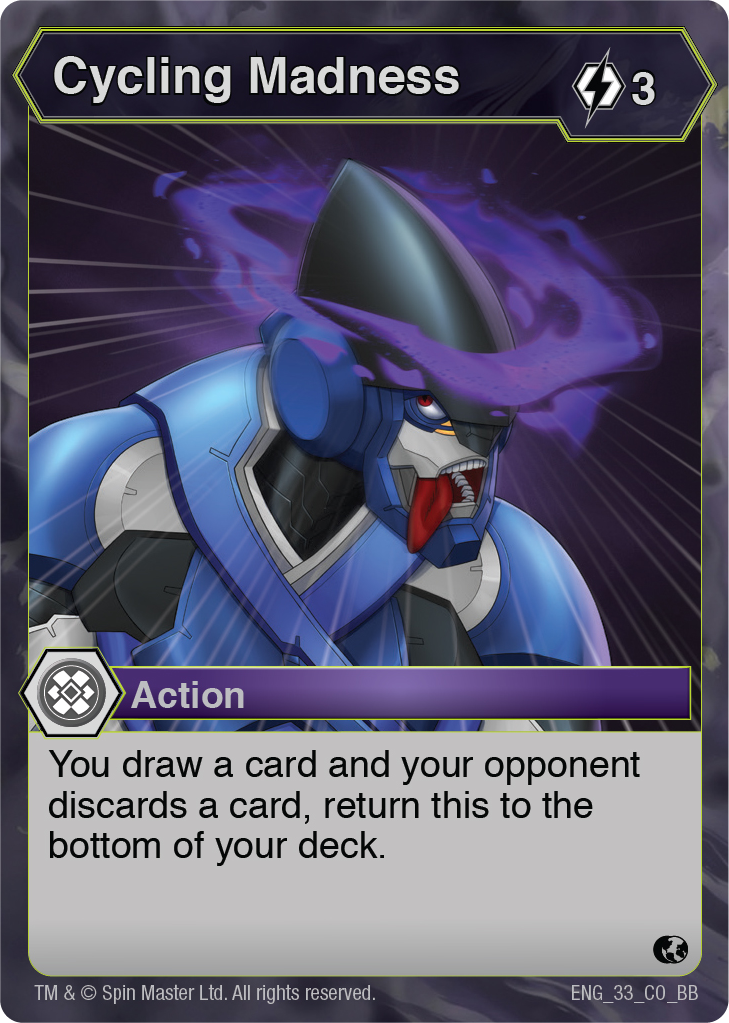 Cycling Madness
3
Action
You draw a card and your opponent
discards a card, return this to the
bottom of your deck.
TM & © Spin Master Ltd. All rights reserved.
ENG_33_CO_BB